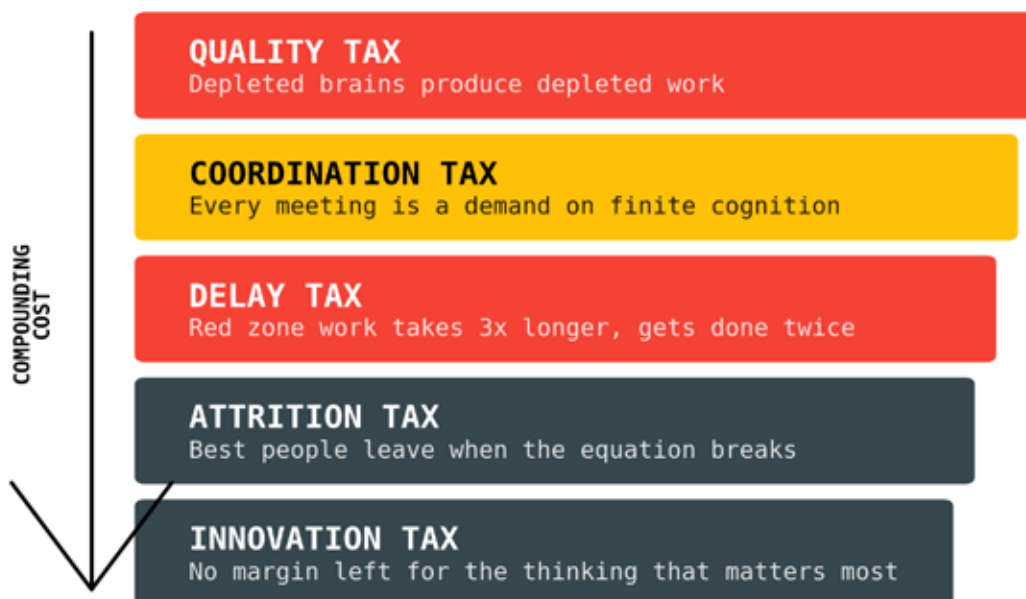 QUALITY TAX
Depleted brains produce depleted work
COORDINATION TAX
Every meeting is a demand on finite cognition
DELAY TAX
Red zone work takes 3x longer, gets done twice
ATTRITION TAX
Best people leave when the equation breaks
INNOVATION TAX
No margin left for the thinking that matters most
COMPOUNDING
COST